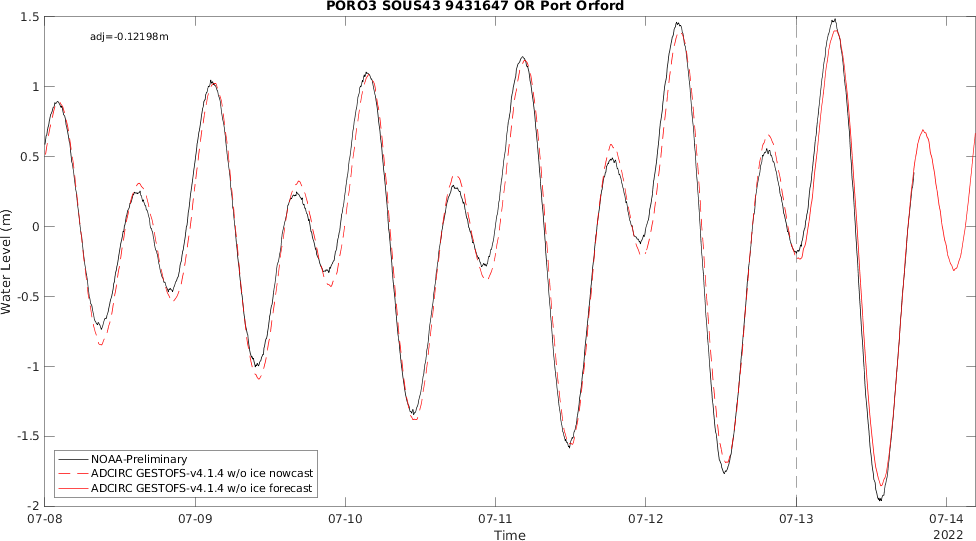 PORO3 SOUS43 9431647 OR Port Orford
adj=-0.12198m
1.5
1
0.5
0
-0.5
-1
-1.5
-2
Water Level (m)
NOAA-Preliminary
ADCIRC GESTOFS-v4.1.4 w/o ice nowcast
ADCIRC GESTOFS-v4.1.4 w/o ice forecast
07-08 07-09 07-10 07-11 07-12 07-13 07-14
Time
2022